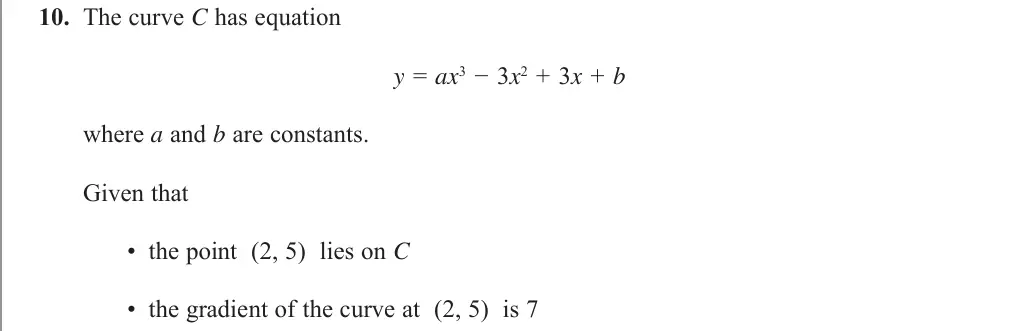 10. The curve C has equation
y = ax³ − 3x² + 3x + b
where a and b are constants.
Given that
• the point (2, 5) lies on C
• the gradient of the curve at (2, 5) is 7